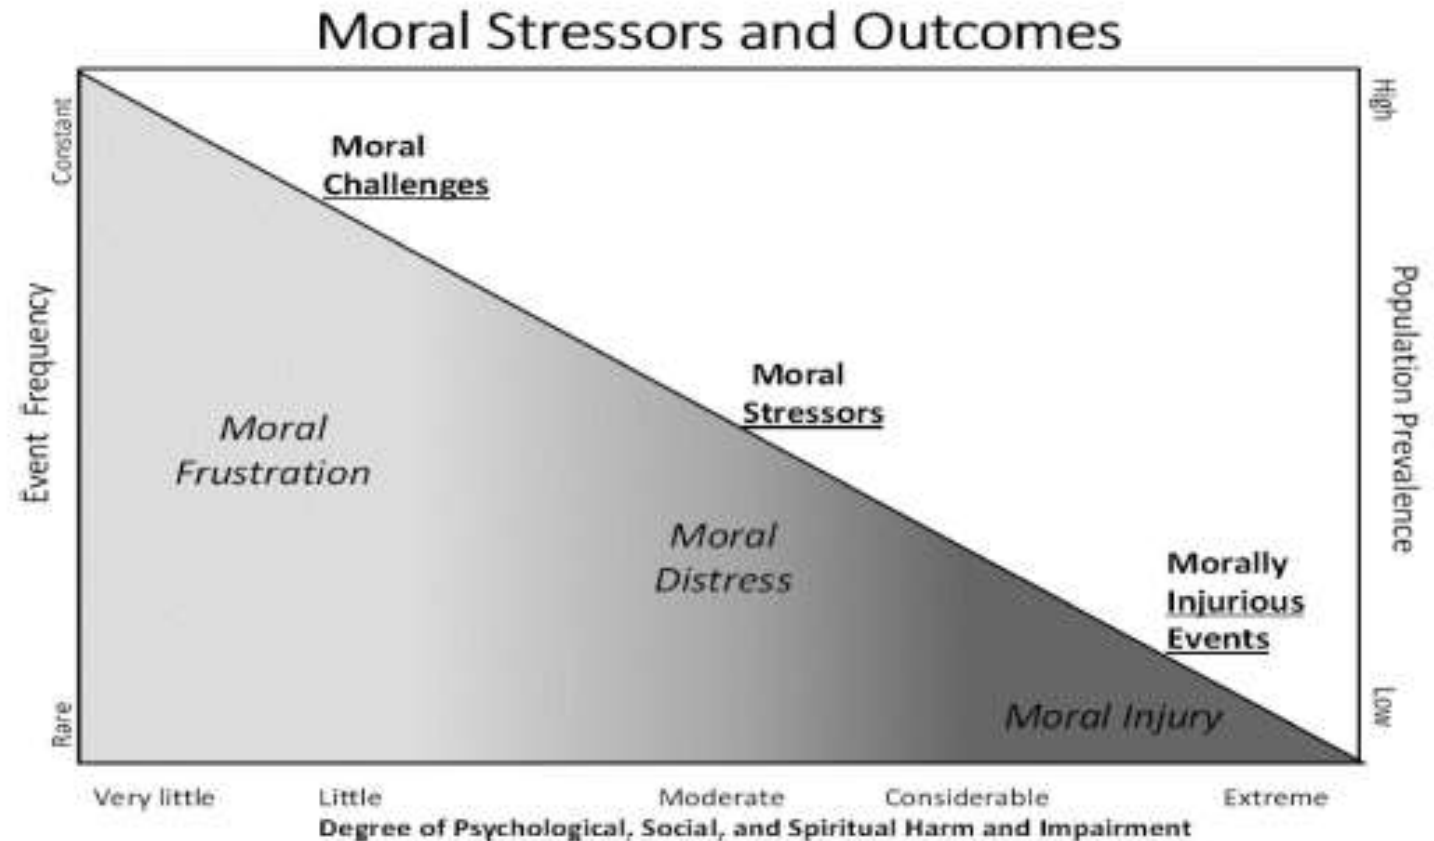 Moral Stressors and Outcomes
Constant
Event Frequency
Rare
Moral
Challenges
Moral
Frustration
Moral
Stressors
Moral
Distress
Morally
Injurious
Events
Moral Injury
High
Population Prevalence
Low
Very little
Little
Moderate
Considerable
Extreme
Degree of Psychological, Social, and Spiritual Harm and Impairment